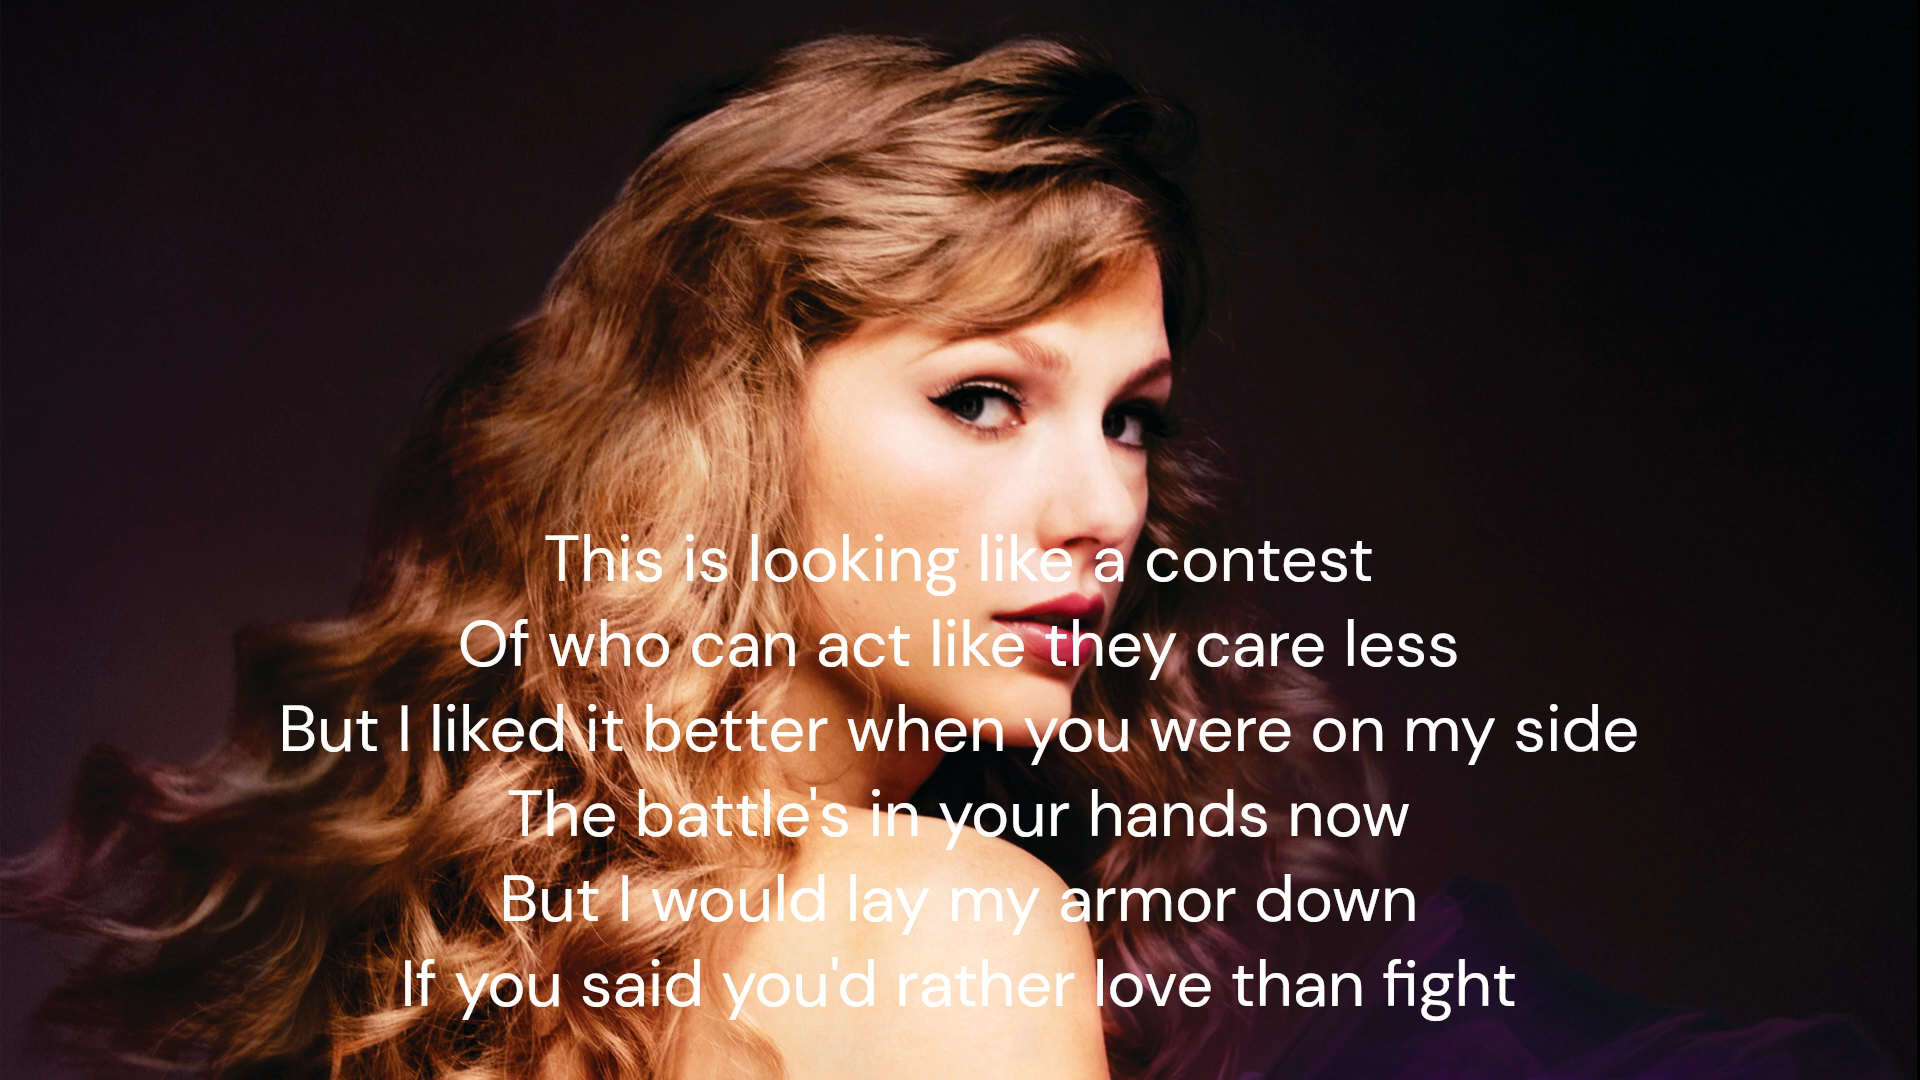 This is looking like a contest
Of who can act like they care less
But I liked it better when you were on my side
The battle's in your hands now
But I would lay my armor down
If you said you'd rather love than fight